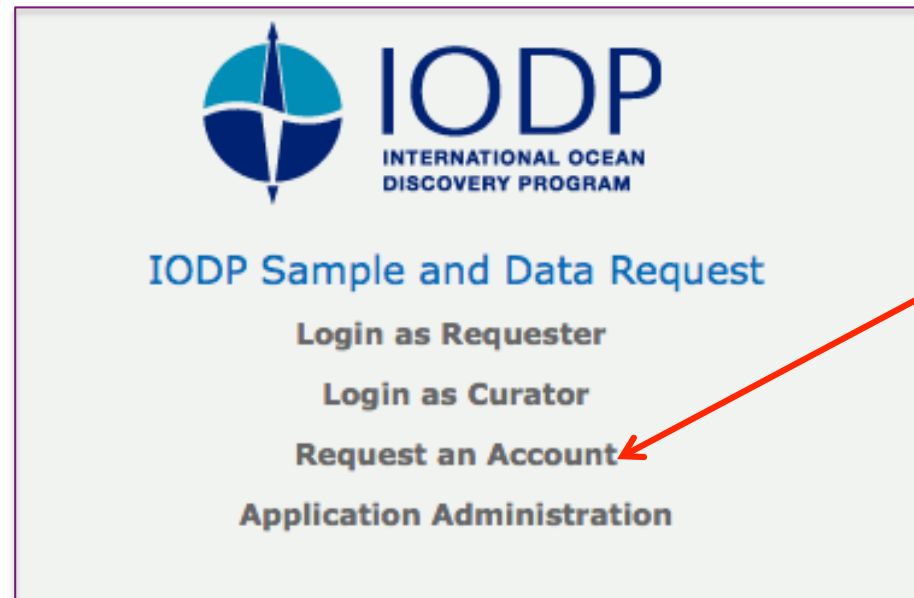 IODP
INTERNATIONAL OCEAN
DISCOVERY PROGRAM
IODP Sample and Data Request
Login as Requester
Login as Curator
Request an Account
Application Administration